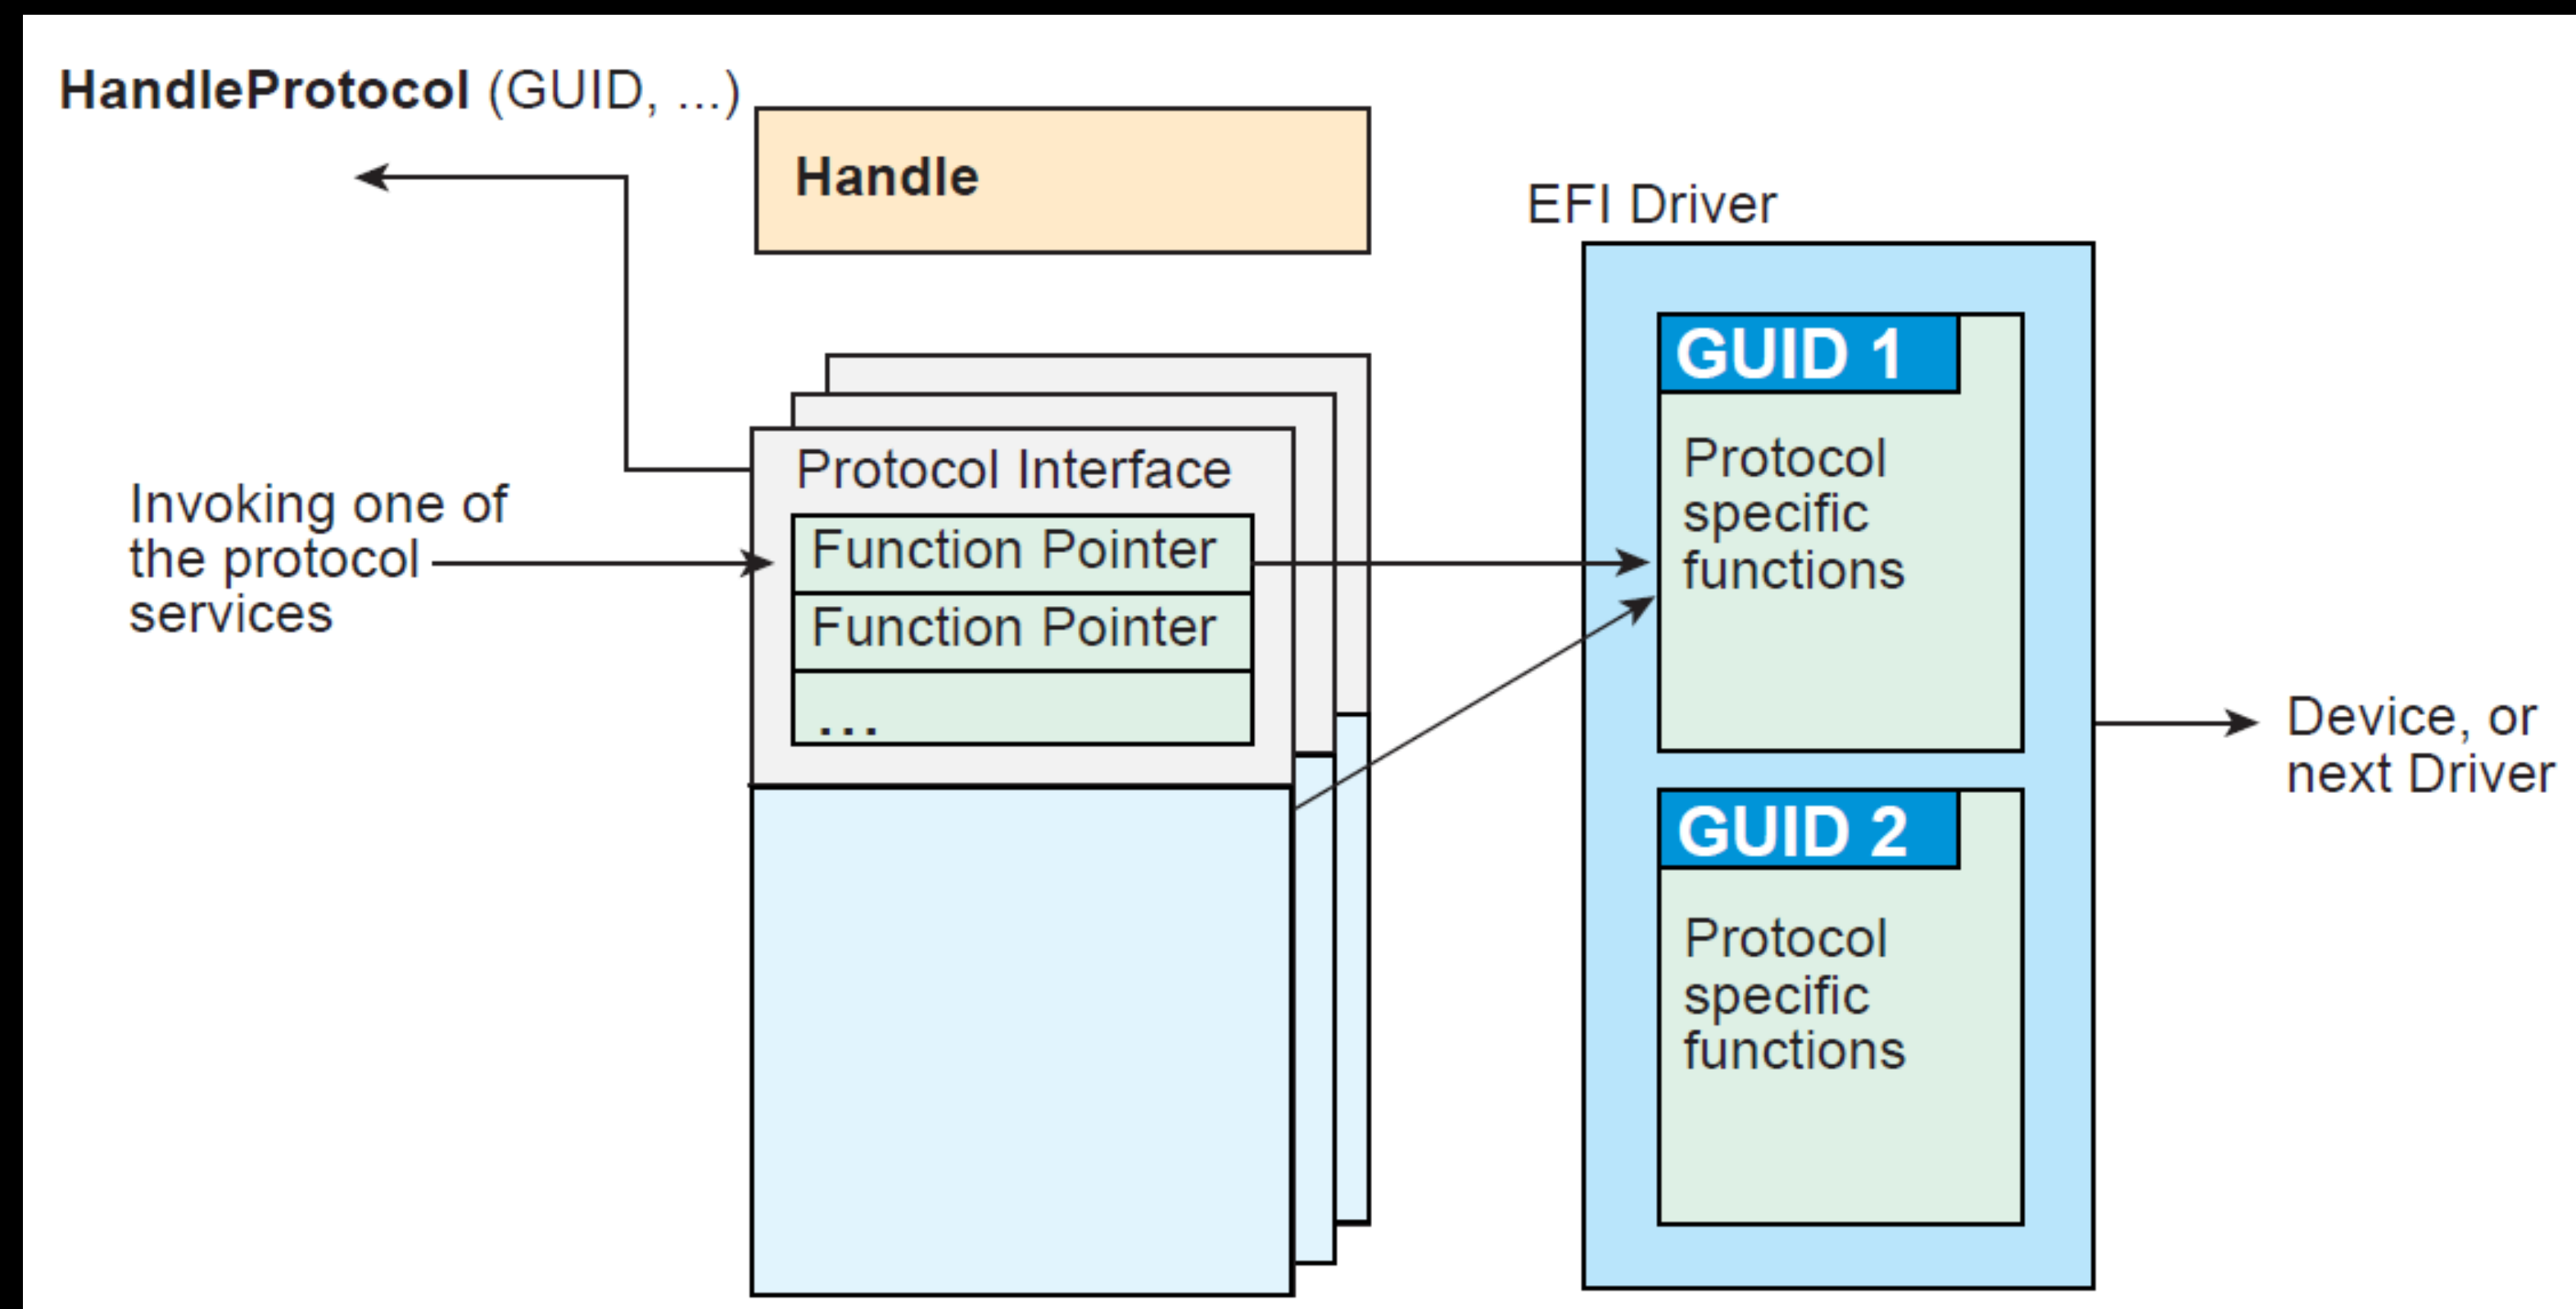 HandleProtocol (GUID, ...)
Handle
EFI Driver
GUID 1
Protocol
specific
functions
Protocol Interface
Function Pointer
Function Pointer
...
Invoking one of
the protocol
services
Device, or
next Driver
GUID 2
Protocol
specific
functions